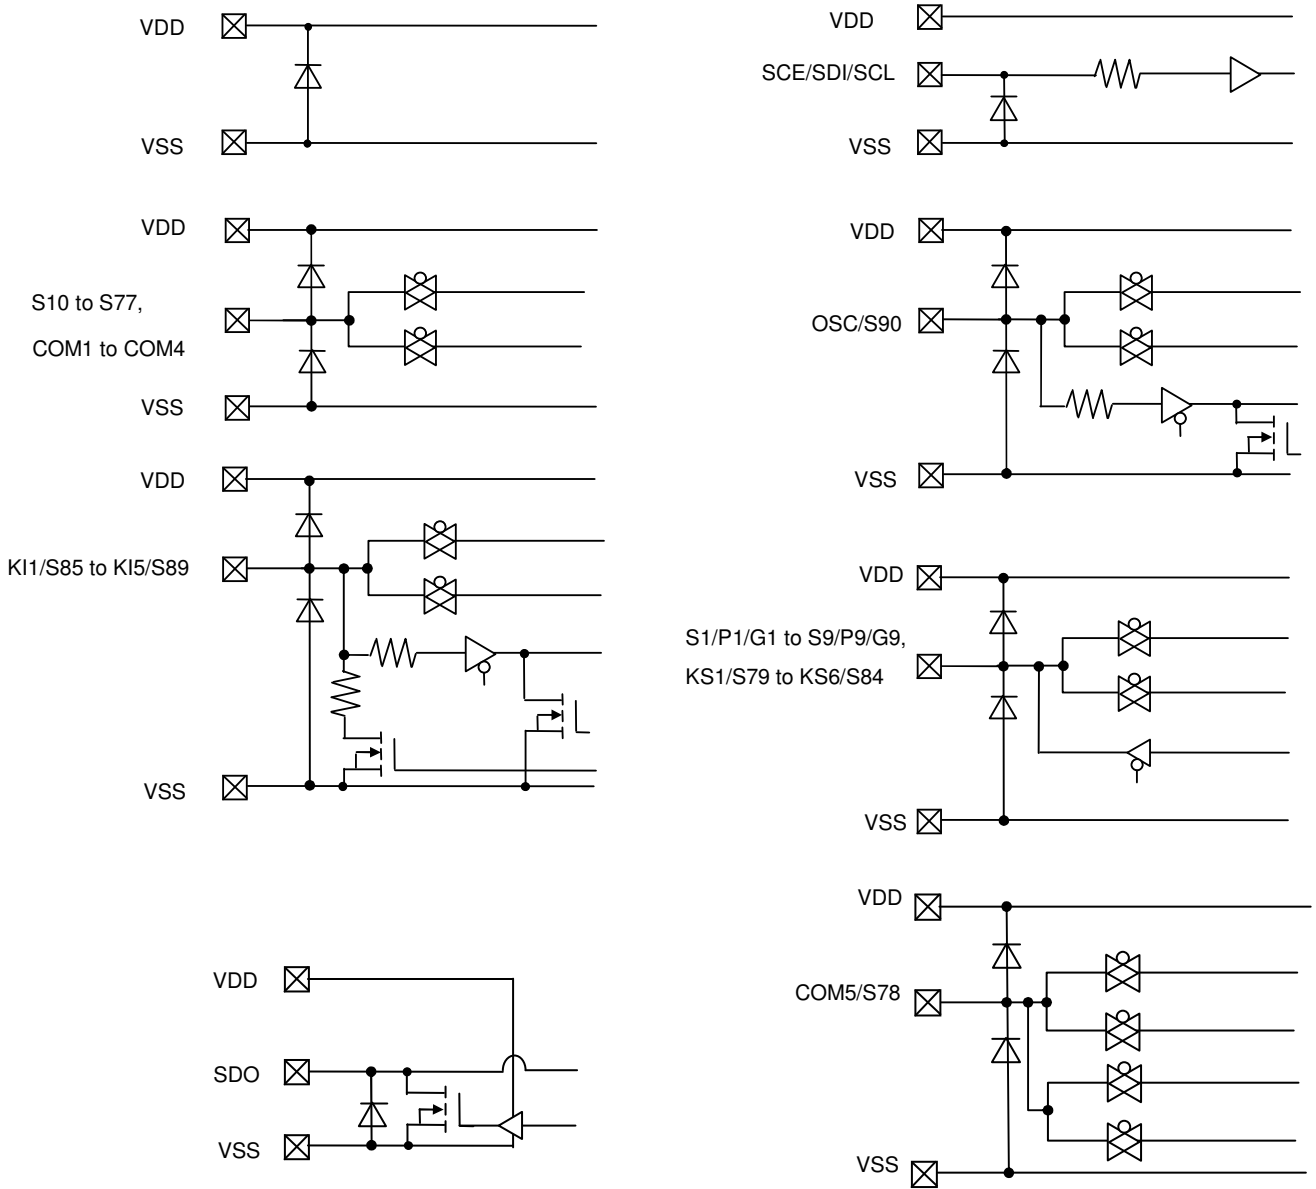 VDD
VSS
VDD
S10 to S77,
COM1 to COM4
VSS
VDD
KI1/S85 to KI5/S89
VSS
VDD
SDO
VSS
VDD
SCE/SDI/SCL
VSS
VDD
OSC/S90
VSS
VDD
S1/P1/G1 to S9/P9/G9,
KS1/S79 to KS6/S84
VSS
VDD
COM5/S78
VSS